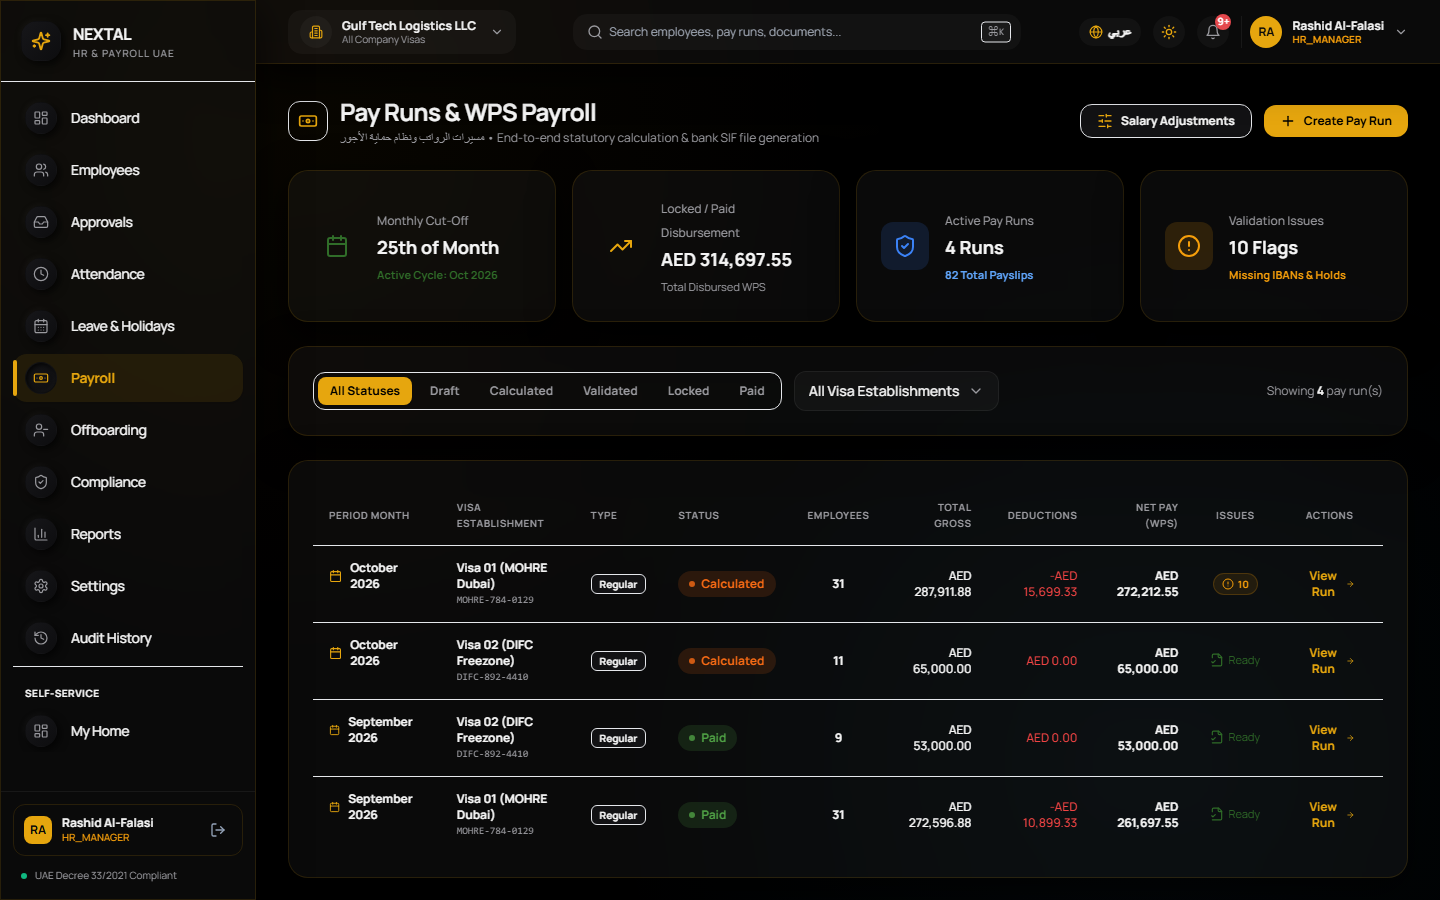 NEXTAL
HR & PAYROLL UAE
Gulf Tech Logistics LLC
All Company Visas
Search employees, pay runs, documents...
⌘K
عربي
9+
RA
Rashid Al-Falasi
HR_MANAGER
Dashboard
Employees
Approvals
Attendance
Leave & Holidays
Payroll
Offboarding
Compliance
Reports
Settings
Audit History
SELF-SERVICE
My Home
RA
Rashid Al-Falasi
HR_MANAGER
UAE Decree 33/2021 Compliant
Pay Runs & WPS Payroll
مسيرات الرواتب ونظام حماية الأجور • End-to-end statutory calculation & bank SIF file generation
Salary Adjustments
Create Pay Run
Monthly Cut-Off
25th of Month
Active Cycle: Oct 2026
Locked / Paid
Disbursement
AED 314,697.55
Total Disbursed WPS
Active Pay Runs
4 Runs
82 Total Payslips
Validation Issues
10 Flags
Missing IBANs & Holds
All Statuses
Draft
Calculated
Validated
Locked
Paid
All Visa Establishments
Showing 4 pay run(s)
PERIOD MONTH
VISA
ESTABLISHMENT
TYPE
STATUS
EMPLOYEES
TOTAL
GROSS
DEDUCTIONS
NET PAY
(WPS)
ISSUES
ACTIONS
October
2026
Visa 01 (MOHRE
Dubai)
MOHRE-784-0129
Regular
Calculated
31
AED
287,911.88
-AED
15,699.33
AED
272,212.55
10
View
Run
October
2026
Visa 02 (DIFC
Freezone)
DIFC-892-4410
Regular
Calculated
11
AED
65,000.00
AED 0.00
AED
65,000.00
Ready
View
Run
September
2026
Visa 02 (DIFC
Freezone)
DIFC-892-4410
Regular
Paid
9
AED
53,000.00
AED 0.00
AED
53,000.00
Ready
View
Run
September
2026
Visa 01 (MOHRE
Dubai)
MOHRE-784-0129
Regular
Paid
31
AED
272,596.88
-AED
10,899.33
AED
261,697.55
Ready
View
Run